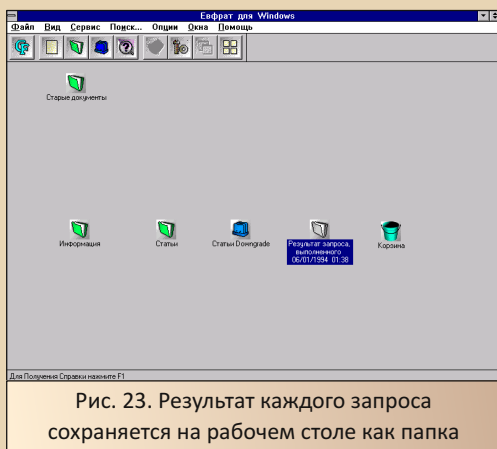 Евфрат для Windows
Файл Вид Сервис Поиск... Опции Окна Помощь
Старые документы
Информация
Статьи
Статьи Downgrade
Результат запроса,
выполненного
06/01/1994 01:38
Корзина
Для Получения Справки нажмите F1
Рис. 23. Результат каждого запроса
сохраняется на рабочем столе как папка